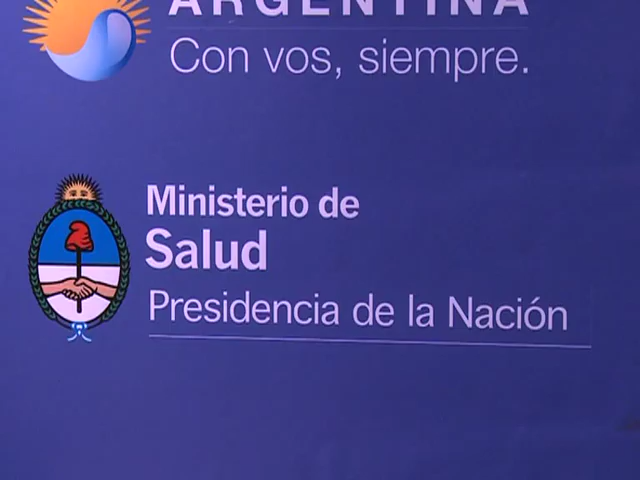 ARGENTINA
Con vos, siempre.
Ministerio de
Salud
Presidencia de la Nación